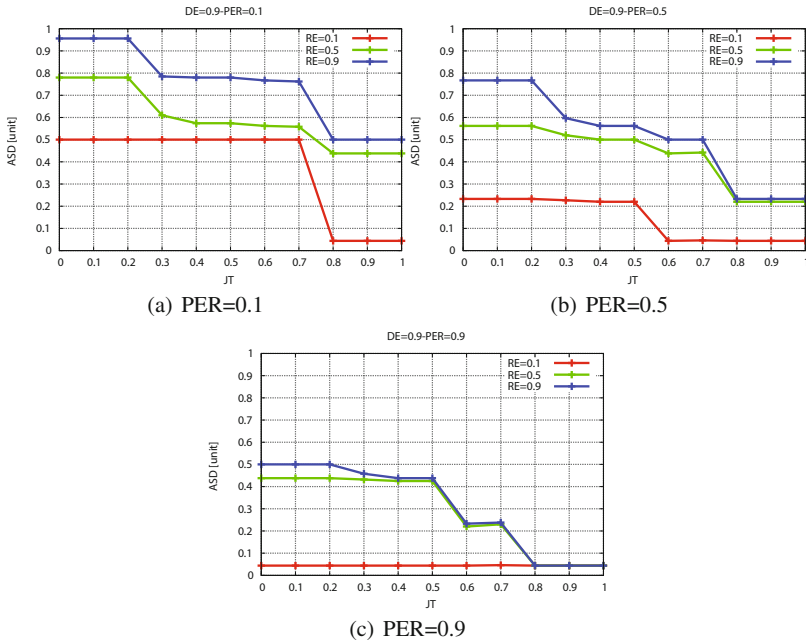 DE=0.9-PER=0.1
ASD [unit]
1
0.9
0.8
0.7
0.6
0.5
0.4
0.3
0.2
0.1
0
RE=0.1
RE=0.5
RE=0.9
0 0.1 0.2 0.3 0.4 0.5 0.6 0.7 0.8 0.9 1
JT
(a) PER=0.1
DE=0.9-PER=0.5
ASD [unit]
1
0.9
0.8
0.7
0.6
0.5
0.4
0.3
0.2
0.1
0
RE=0.1
RE=0.5
RE=0.9
0 0.1 0.2 0.3 0.4 0.5 0.6 0.7 0.8 0.9 1
JT
(b) PER=0.5
DE=0.9-PER=0.9
ASD [unit]
1
0.9
0.8
0.7
0.6
0.5
0.4
0.3
0.2
0.1
0
RE=0.1
RE=0.5
RE=0.9
0 0.1 0.2 0.3 0.4 0.5 0.6 0.7 0.8 0.9 1
JT
(c) PER=0.9